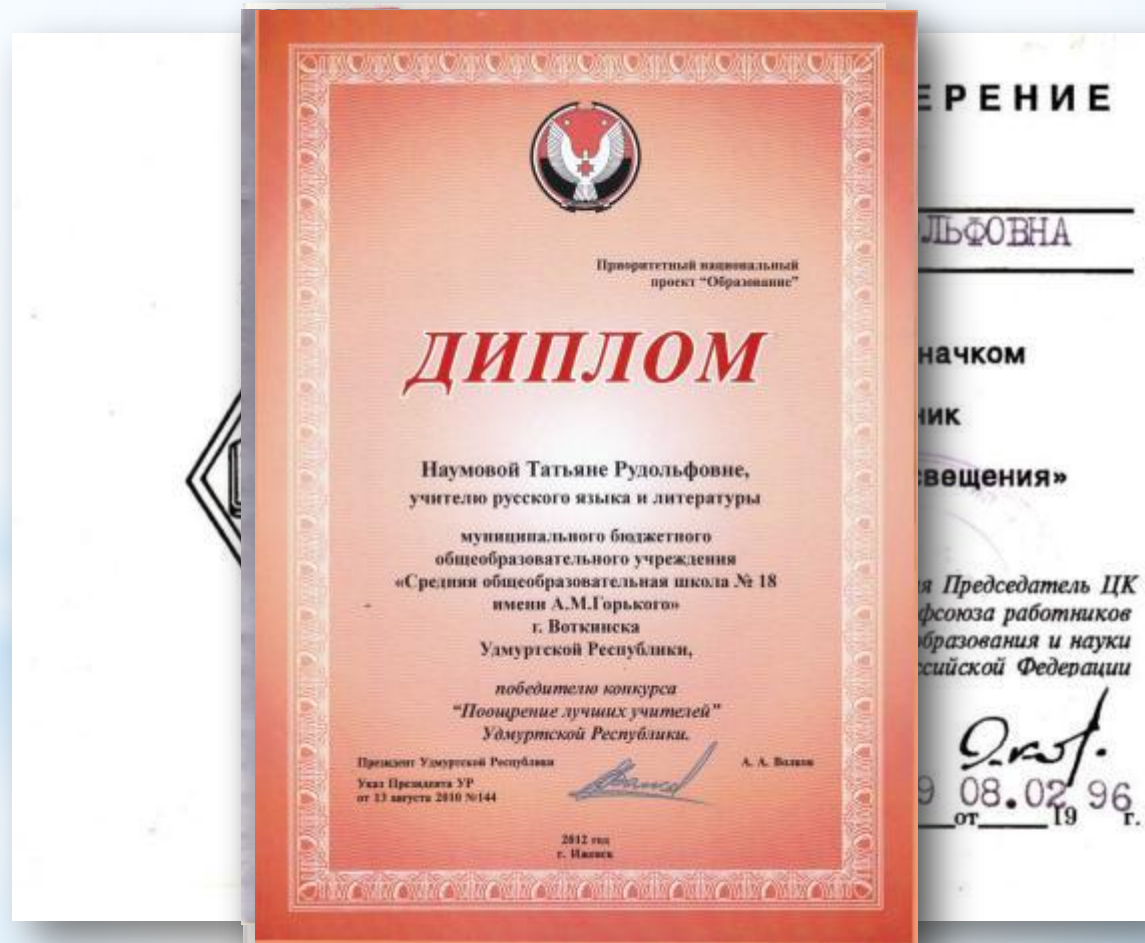 Приоритетный национальный
проект "Образование"
ДИПЛОМ
Наумовой Татьяне Рудольфовне,
учителю русского языка и литературы
муниципального бюджетного
общеобразовательного учреждения
«Средняя общеобразовательная школа № 18
имени А.М.Горького»
г. Воткинска
Удмуртской Республики,
победителю конкурса
"Поощрение лучших учителей"
Удмуртской Республики.
Президент Удмуртской Республики
А. А. Волков
Указ Президента УР
от 13 августа 2010 №144
2012 год
г. Ижевск
ЕРЕНИЕ
ЛЬФОВНА
начком
ник
свещения»
я Председатель ЦК
фсоюза работников
бразования и науки
ссийской Федерации
9 08.02 96
от 19 г.